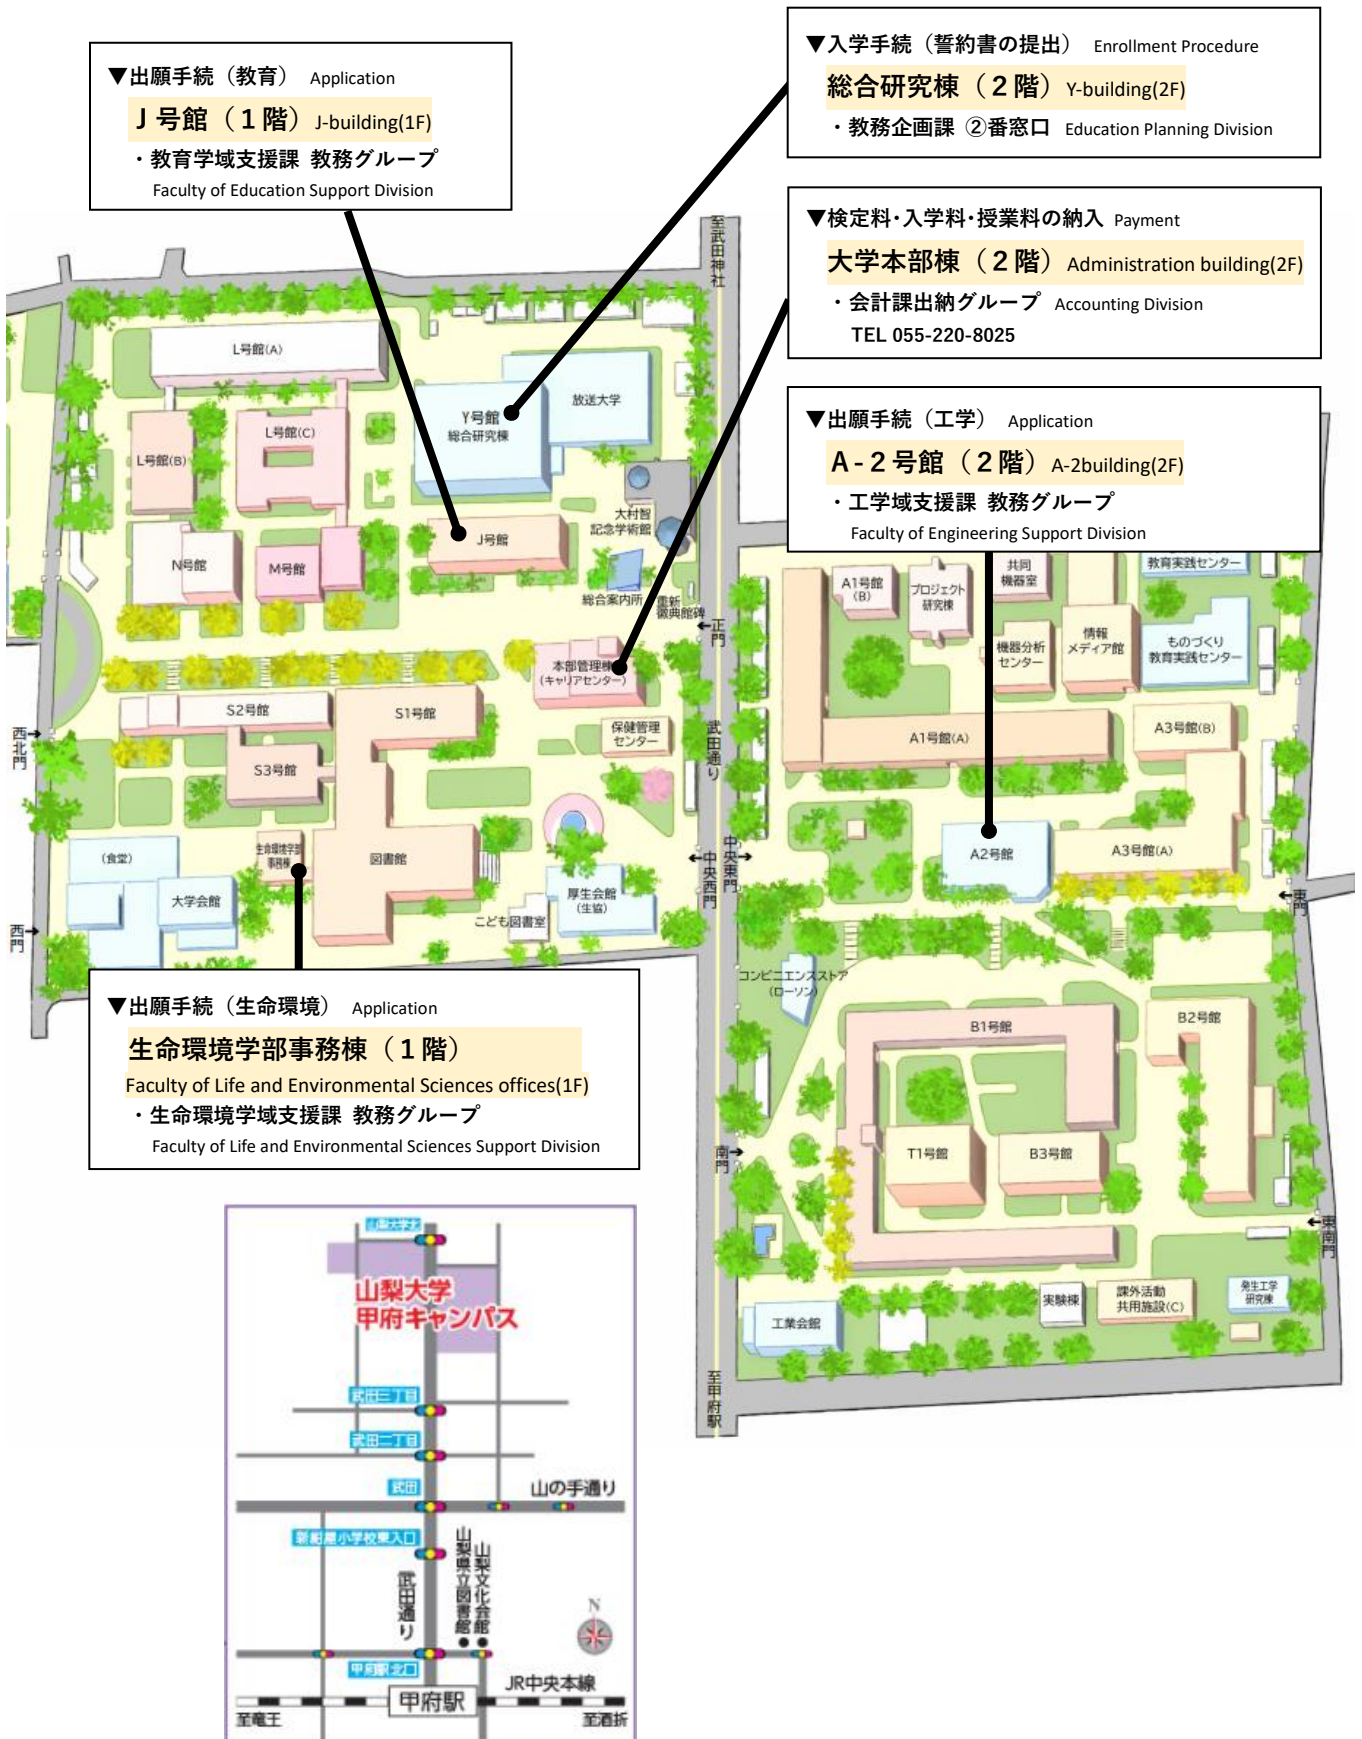 ▼出願手続（教育） Application
J 号館（１階）J-building(1F)
・教育学域支援課 教務グループ
Faculty of Education Support Division
▼入学手続（誓約書の提出） Enrollment Procedure
総合研究棟（２階）Y-building(2F)
・教務企画課 ②番窓口 Education Planning Division
▼検定料･入学料･授業料の納入 Payment
大学本部棟（２階）Administration building(2F)
・会計課出納グループ Accounting Division
TEL 055-220-8025
▼出願手続（工学） Application
A-２号館（２階）A-2building(2F)
・工学域支援課 教務グループ
Faculty of Engineering Support Division
至武田神社
L号館(A)
L号館(B)
L号館(C)
Y号館
総合研究棟
放送大学
大村智
記念学術館
N号館
M号館
J号館
総合案内所
重新
徽典館碑
←正門
本部管理棟
(キャリアセンター)
保健管理
センター
武田通り
S2号館
S1号館
S3号館
西北門→
(食堂)
大学会館
生命環境学部
事務棟
図書館
こども図書室
厚生会館
(生協)
西門→
←中央西門
中央東門→
A1号館
(B)
プロジェクト
研究棟
共同
機器室
機器分析
センター
情報
メディア館
教育実践センター
ものづくり
教育実践センター
A1号館(A)
A3号館(B)
A2号館
A3号館(A)
←東門
コンビニエンスストア
(ローソン)
B1号館
B2号館
T1号館
B3号館
南門→
←東南門
工業会館
実験棟
課外活動
共用施設(C)
発生工学
研究棟
至甲府駅
▼出願手続（生命環境） Application
生命環境学部事務棟（１階）
Faculty of Life and Environmental Sciences offices(1F)
・生命環境学域支援課 教務グループ
Faculty of Life and Environmental Sciences Support Division
山梨大学
甲府キャンパス
武田三丁目
武田二丁目
武田
山の手通り
新紺屋小学校東入口
武田通り
山梨県立図書館
山梨文化会館
N
甲府駅北口
甲府駅
JR中央本線
至竜王
至酒折